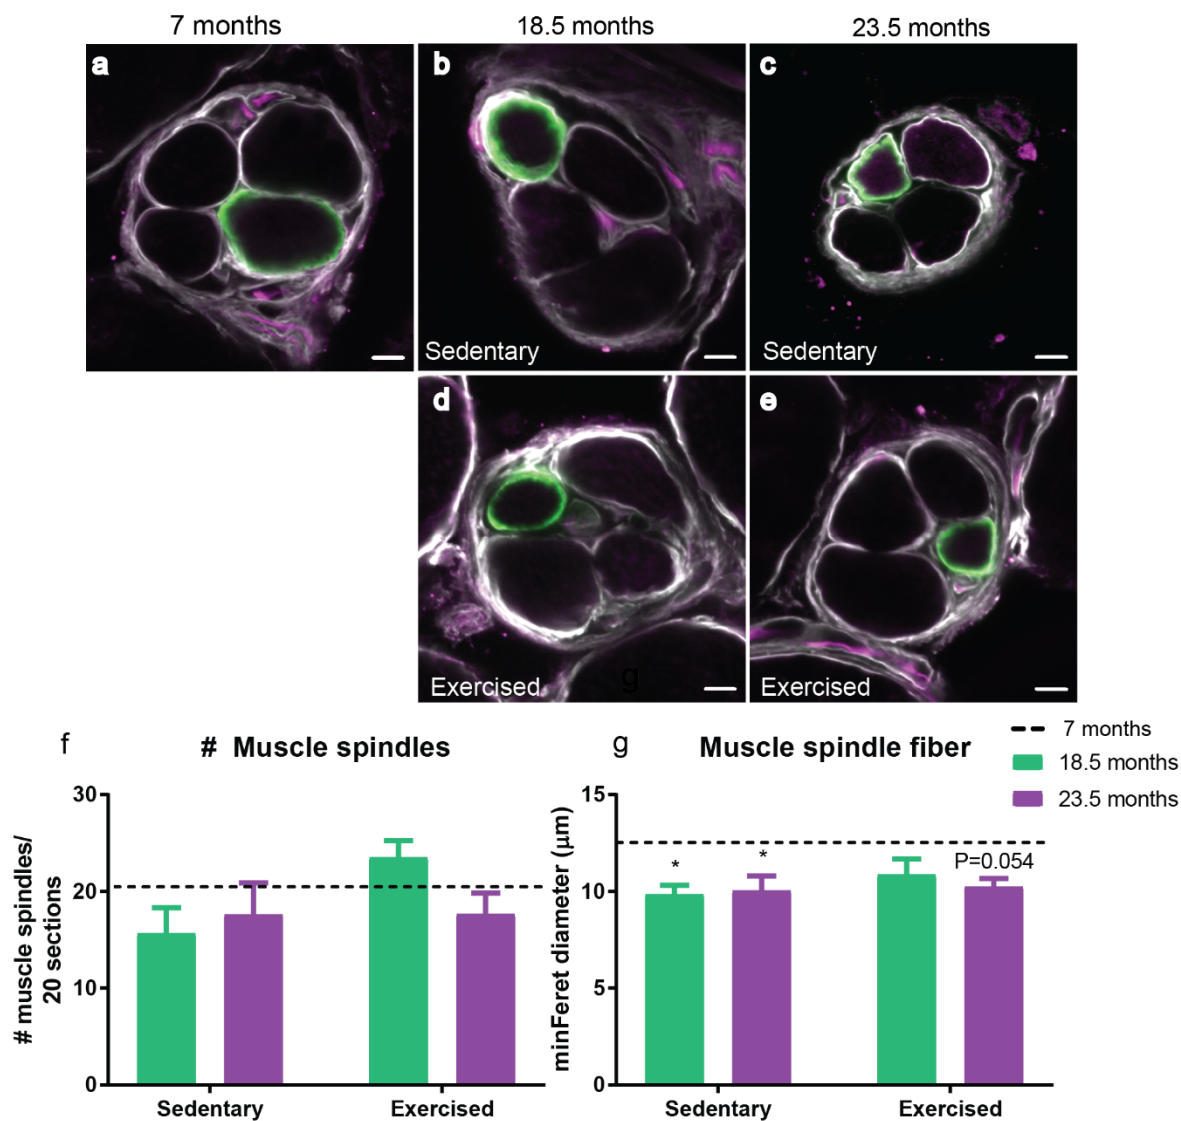 7 months
18.5 months
23.5 months
a
b
c
Sedentary
Sedentary
d
e
g
Exercised
Exercised
f
# Muscle spindles
g
Muscle spindle fiber
7 months
18.5 months
23.5 months
# muscle spindles/
20 sections
30
20
10
0
Sedentary
Exercised
minFeret diameter (μm)
15
10
5
0
*
*
P=0.054
Sedentary
Exercised